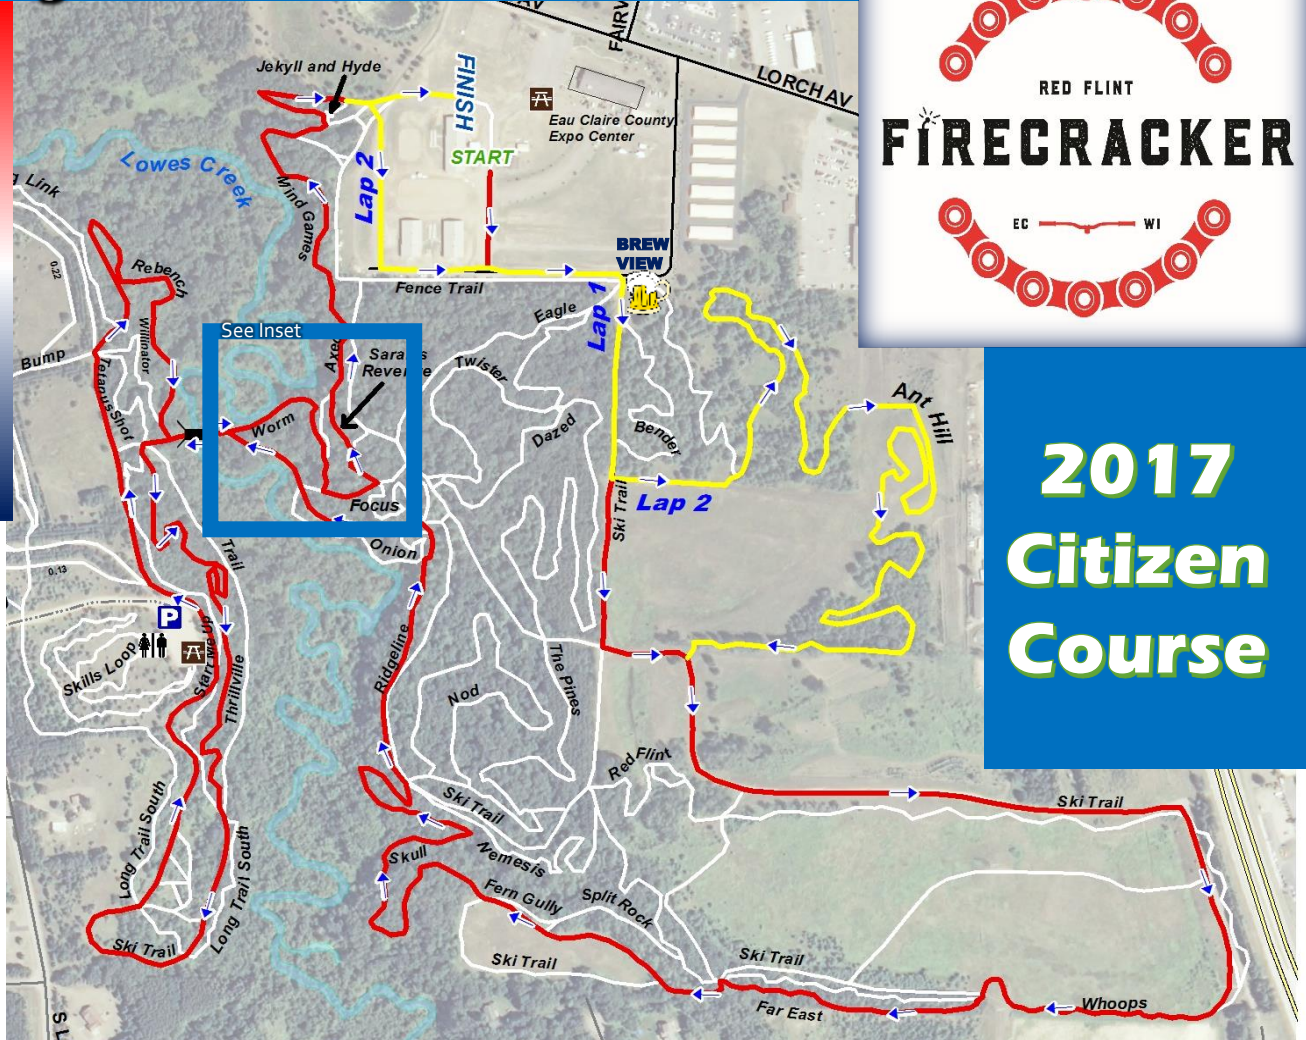 AV
FAIRV
LORCH AV
Jekyll and Hyde
FINISH
Eau Claire County
Expo Center
START
Lowes Creek
Lap 2
Mind Games
Link
Rebench
0.22
Willinator
BREW
VIEW
Fence Trail
Lap 1
Eagle
See Inset
Bump
Twister
Tetanus Shot
Worm
Dazed
Bender
Ant Hill
Lap 2
Ski Trail
Focus
Onion
Trail
0.13
P
Skills Loop
Thrillville
Ridgeline
Nod
The Pines
Red Flint
Ski Trail
Ski Trail
Long Trail South
Long Trail South
Skull
Nemesis
Fern Gully
Split Rock
Ski Trail
Ski Trail
Ski Trail
Far East
Whoops
S L
RED FLINT
FIRECRACKER
EC WI
2017
Citizen
Course